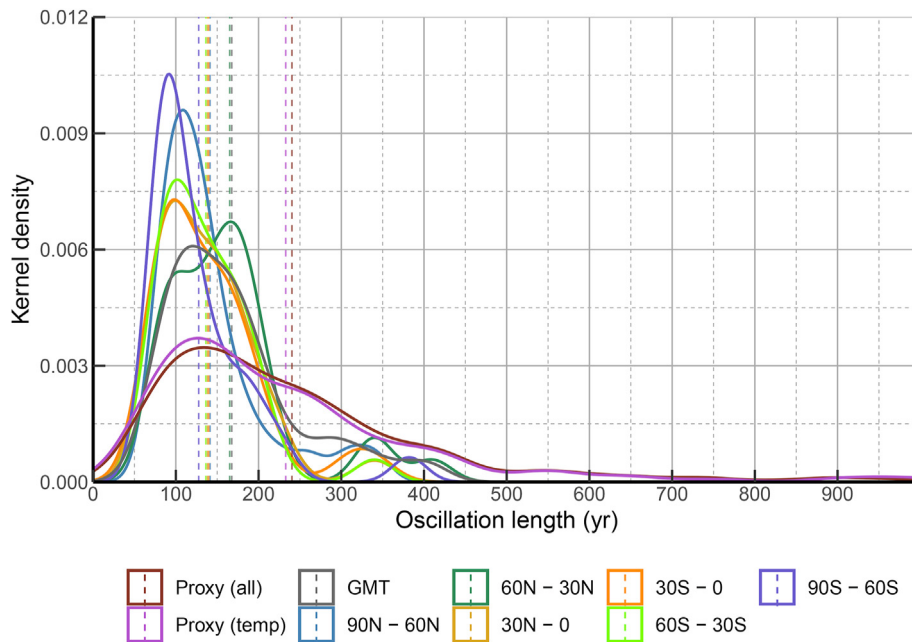 0.012
0.009
0.006
0.003
0.000
Kernel density
0 100 200 300 400 500 600 700 800 900
Oscillation length (yr)
Proxy (all) GMT 60N − 30N 30S − 0 90S − 60S
Proxy (temp) 90N − 60N 30N − 0 60S − 30S